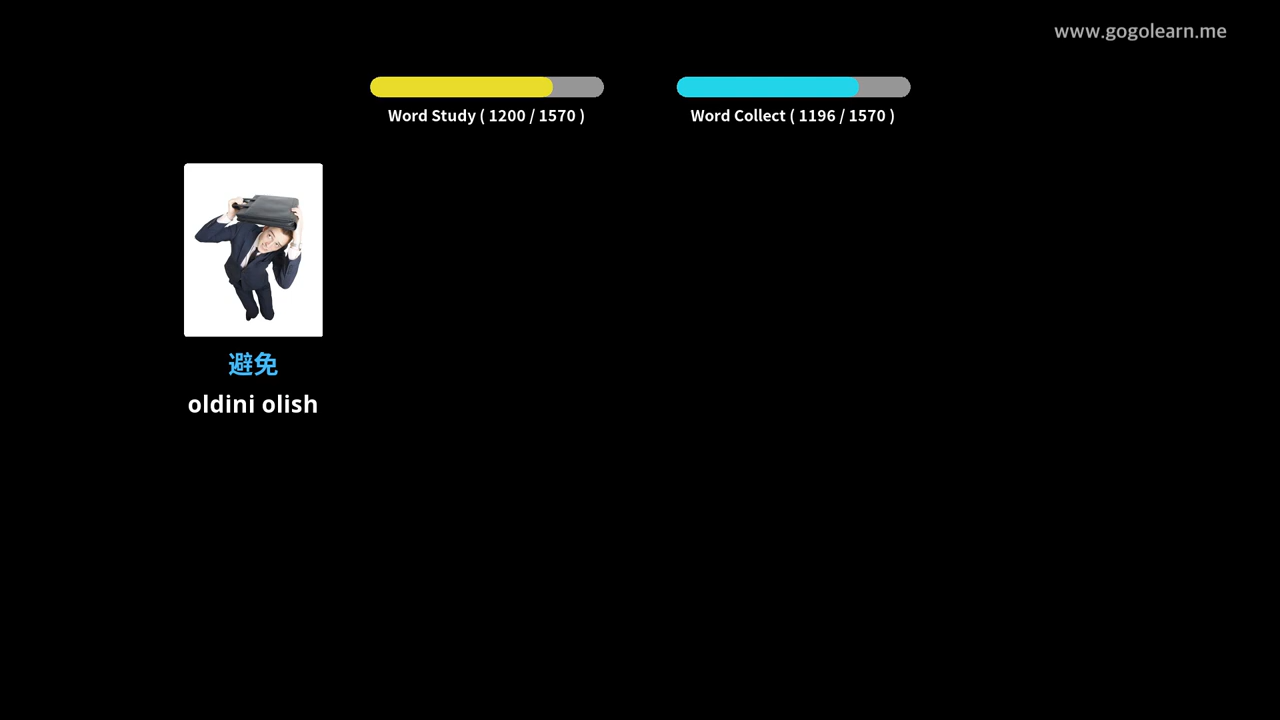 www.gogolearn.me
Word Study ( 1200 / 1570 )
Word Collect ( 1196 / 1570 )
避免
oldini olish